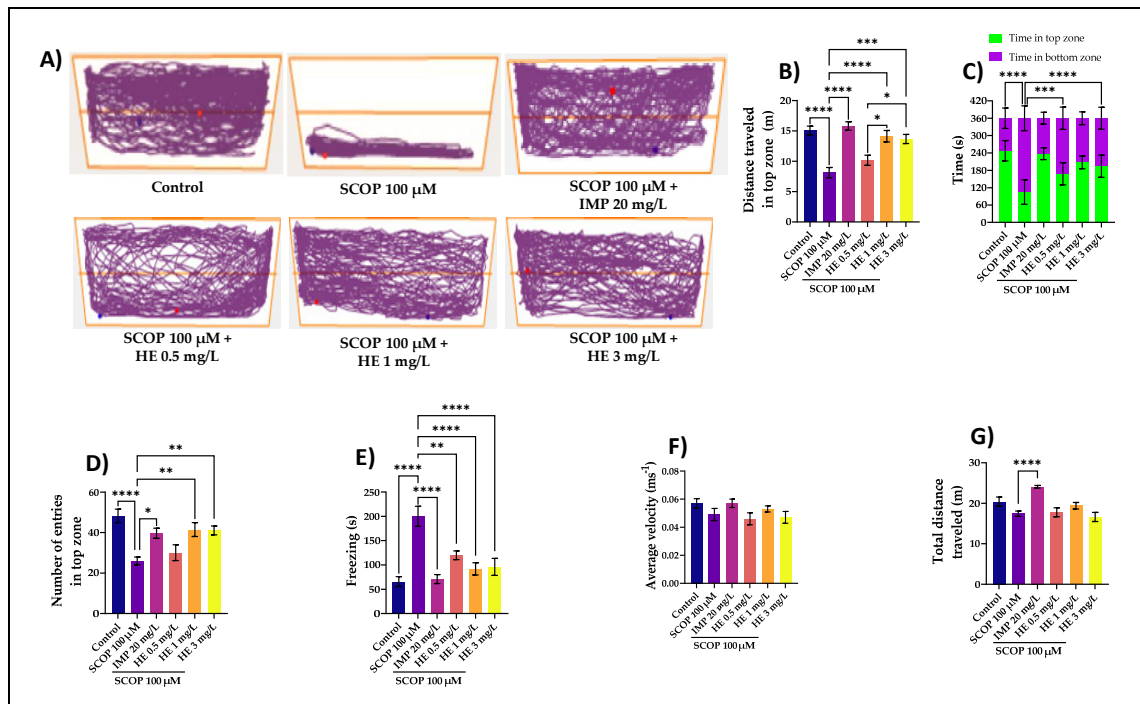 A)
Control
SCOP 100 µM
SCOP 100 µM +
IMP 20 mg/L
SCOP 100 µM +
HE 0.5 mg/L
SCOP 100 µM +
HE 1 mg/L
SCOP 100 µM +
HE 3 mg/L
B)
***
****
**** **** *
*
Distance traveled
in top zone (m)
20
15
10
5
0
Control
SCOP 100 µM
IMP 20 mg/L
HE 0.5 mg/L
HE 1 mg/L
HE 3 mg/L
SCOP 100 µM
Time in top zone
Time in bottom zone
C)
**** ****
***
Time (s)
420
360
300
240
180
120
60
0
Control
SCOP 100 µM
IMP 20 mg/L
HE 0.5 mg/L
HE 1 mg/L
HE 3 mg/L
SCOP 100 µM
D)
**
**
**** *
Number of entries
in top zone
60
40
20
0
Control
SCOP 100 µM
IMP 20 mg/L
HE 0.5 mg/L
HE 1 mg/L
HE 3 mg/L
SCOP 100 µM
E)
****
****
**
****
****
Freezing (s)
250
200
150
100
50
0
Control
SCOP 100 µM
IMP 20 mg/L
HE 0.5 mg/L
HE 1 mg/L
HE 3 mg/L
SCOP 100 µM
F)
Average velocity (ms-1)
0.08
0.06
0.04
0.02
0.00
Control
SCOP 100 µM
IMP 20 mg/L
HE 0.5 mg/L
HE 1 mg/L
HE 3 mg/L
SCOP 100 µM
G)
****
Total distance
traveled (m)
30
20
10
0
Control
SCOP 100 µM
IMP 20 mg/L
HE 0.5 mg/L
HE 1 mg/L
HE 3 mg/L
SCOP 100 µM